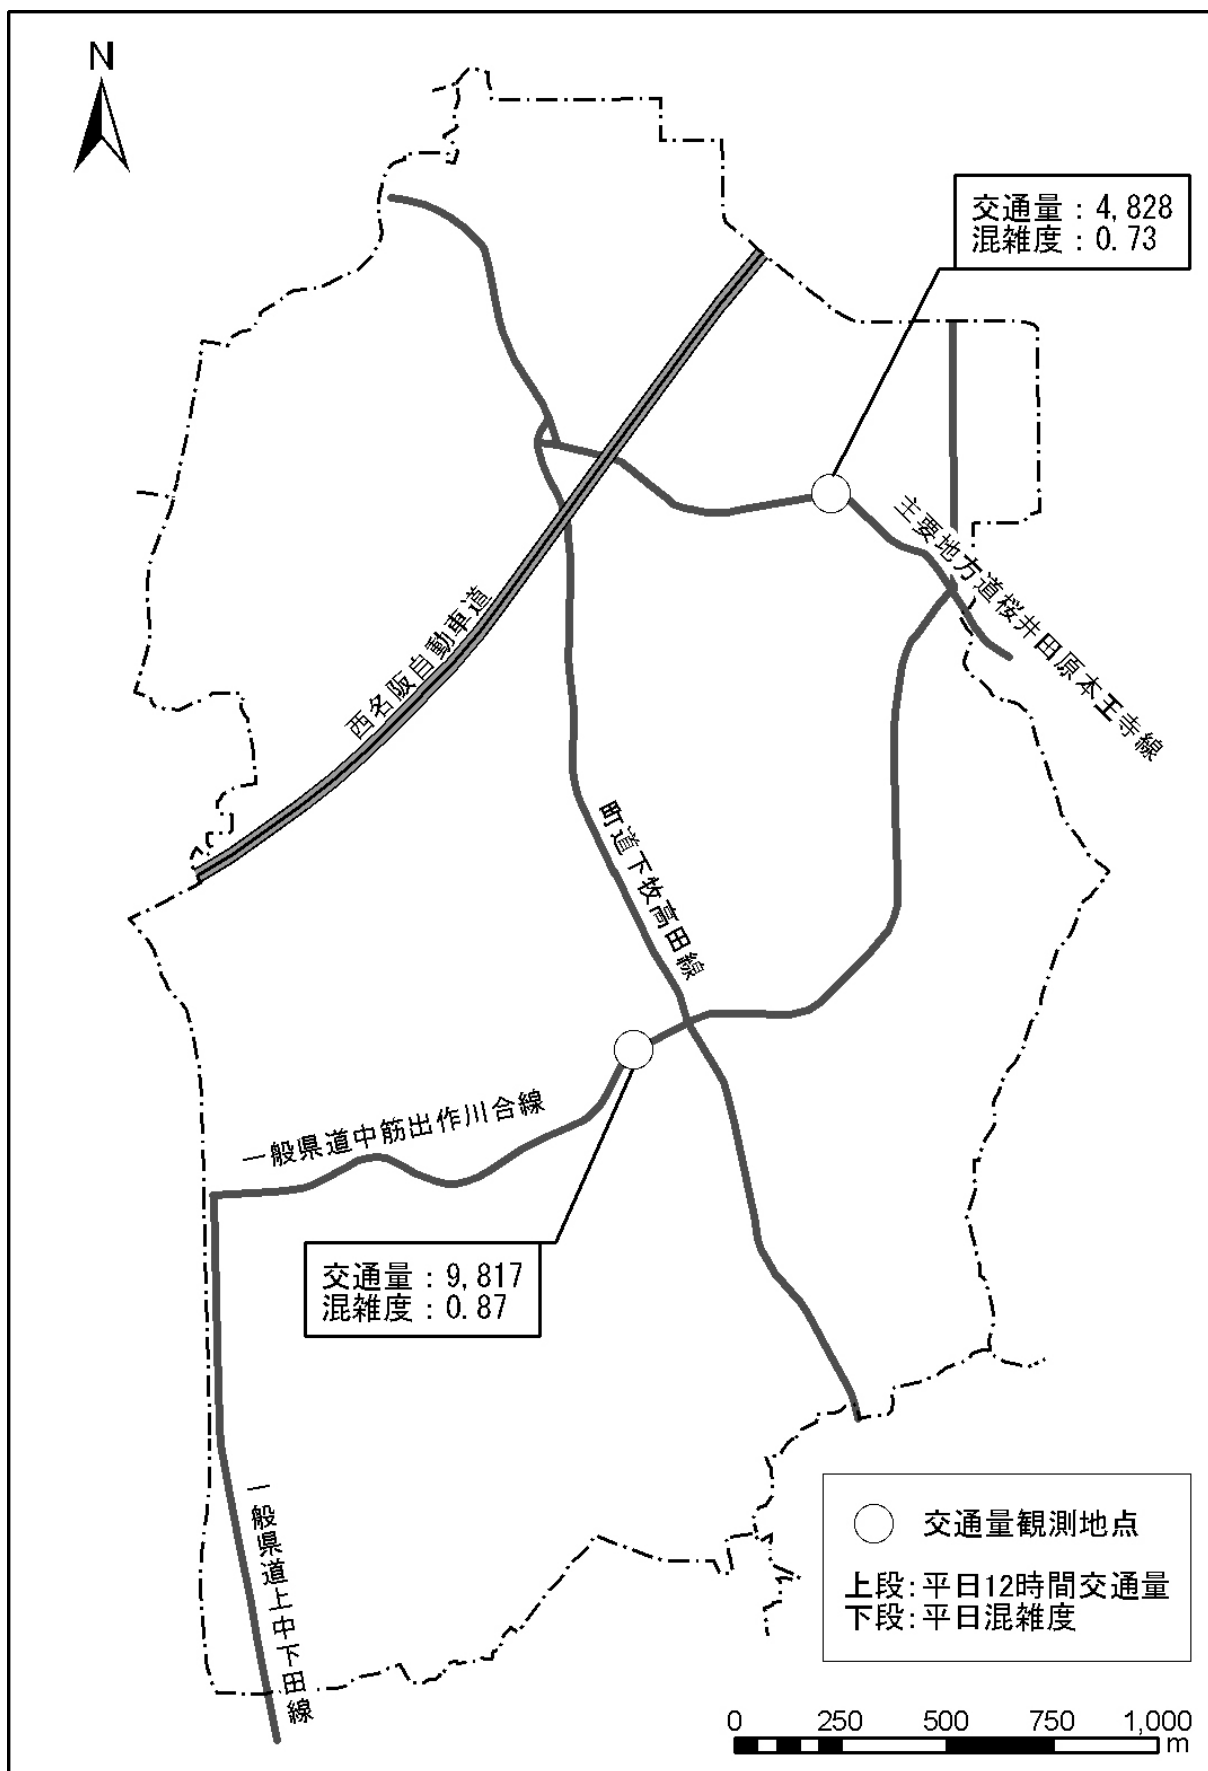 N
交通量：4,828
混雑度：0.73
主要地方道桜井田原本王寺線
西名阪自動車道
町道下牧高田線
一般県道中筋出作川合線
交通量：9,817
混雑度：0.87
一般県道上中下田線
交通量観測地点
上段：平日12時間交通量
下段：平日混雑度
0 250 500 750 1,000
m